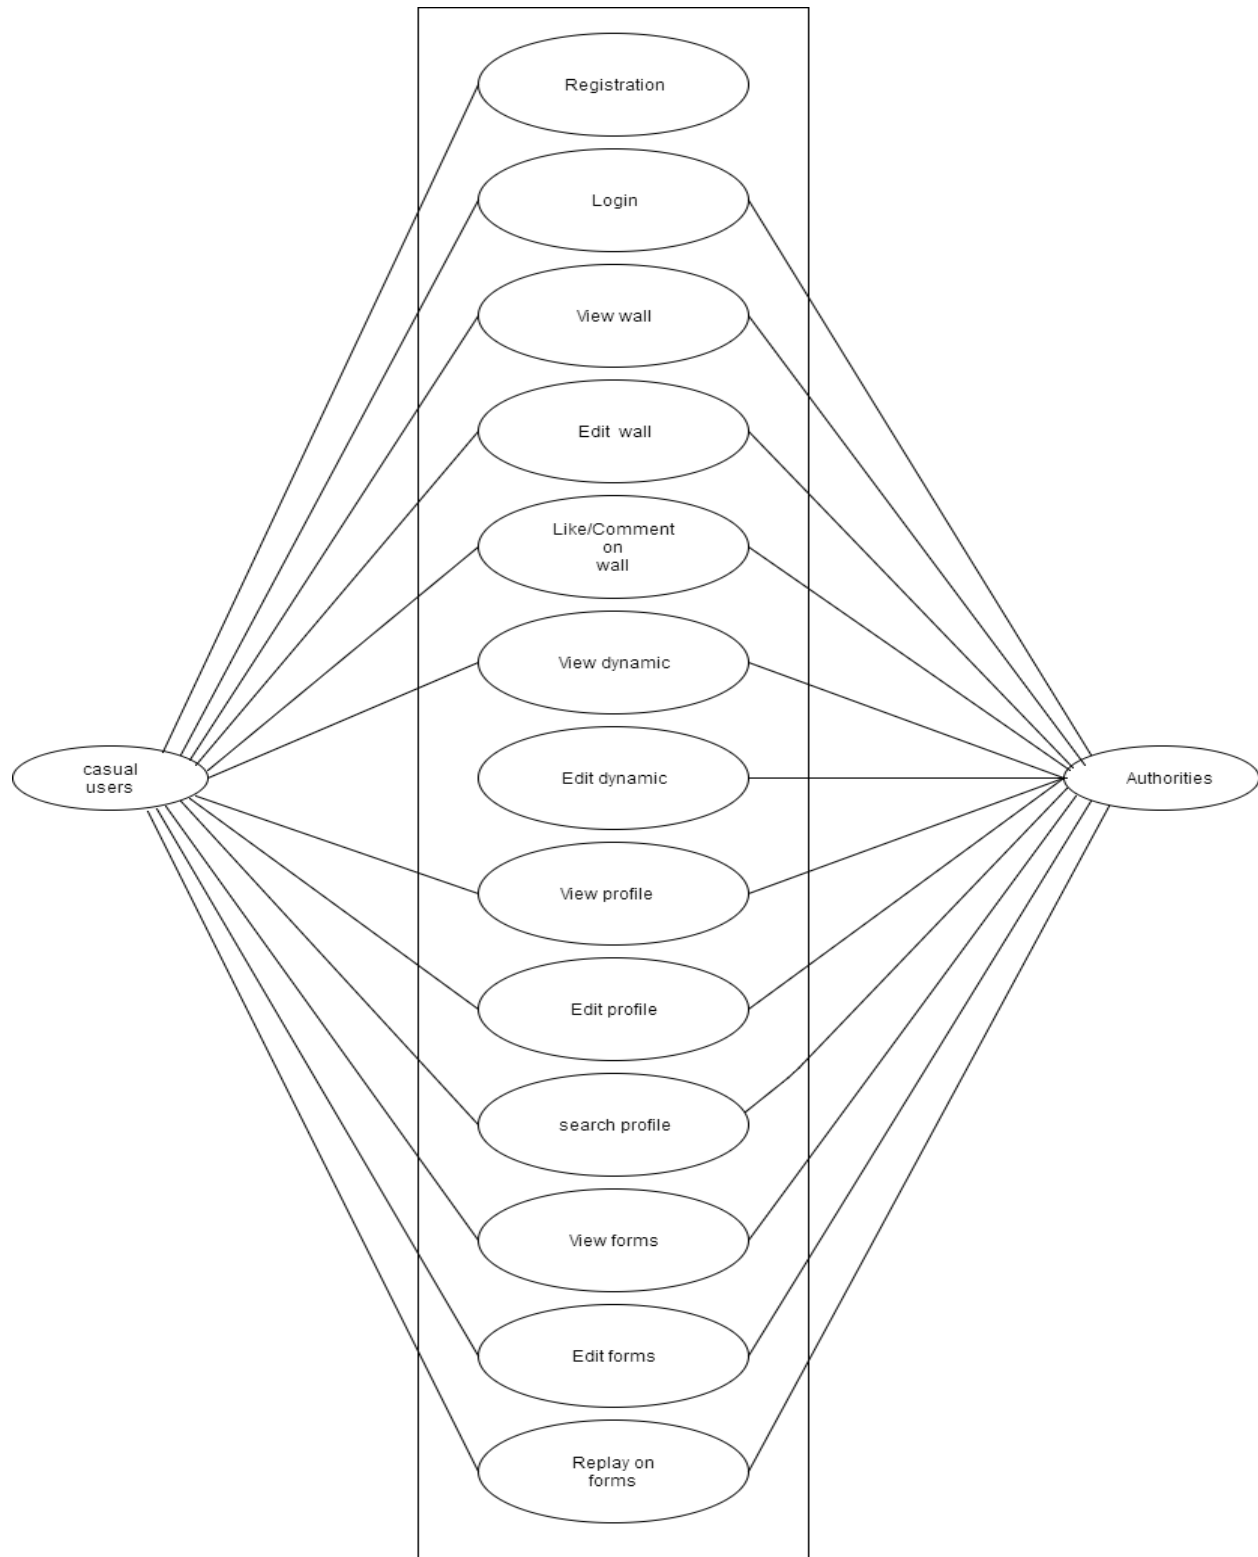 Registration
Login
View wall
Edit wall
Like/Comment
on
wall
View dynamic
casual
users
Edit dynamic
Authorities
View profile
Edit profile
search profile
View forms
Edit forms
Replay on
forms